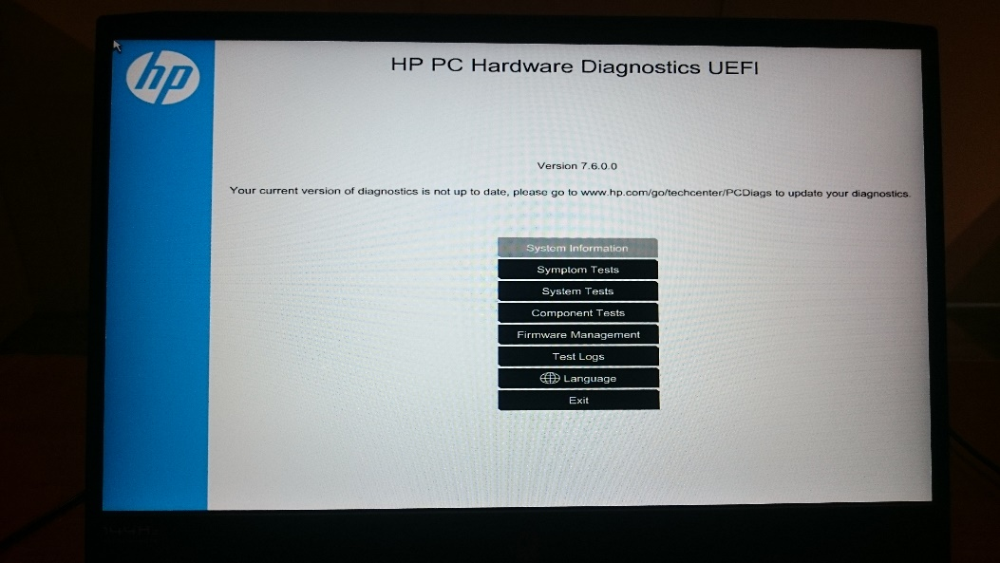 hp
HP PC Hardware Diagnostics UEFI
Version 7.6.0.0
Your current version of diagnostics is not up to date, please go to www.hp.com/go/techcenter/PCDiags to update your diagnostics.
System Information
Symptom Tests
System Tests
Component Tests
Firmware Management
Test Logs
Language
Exit